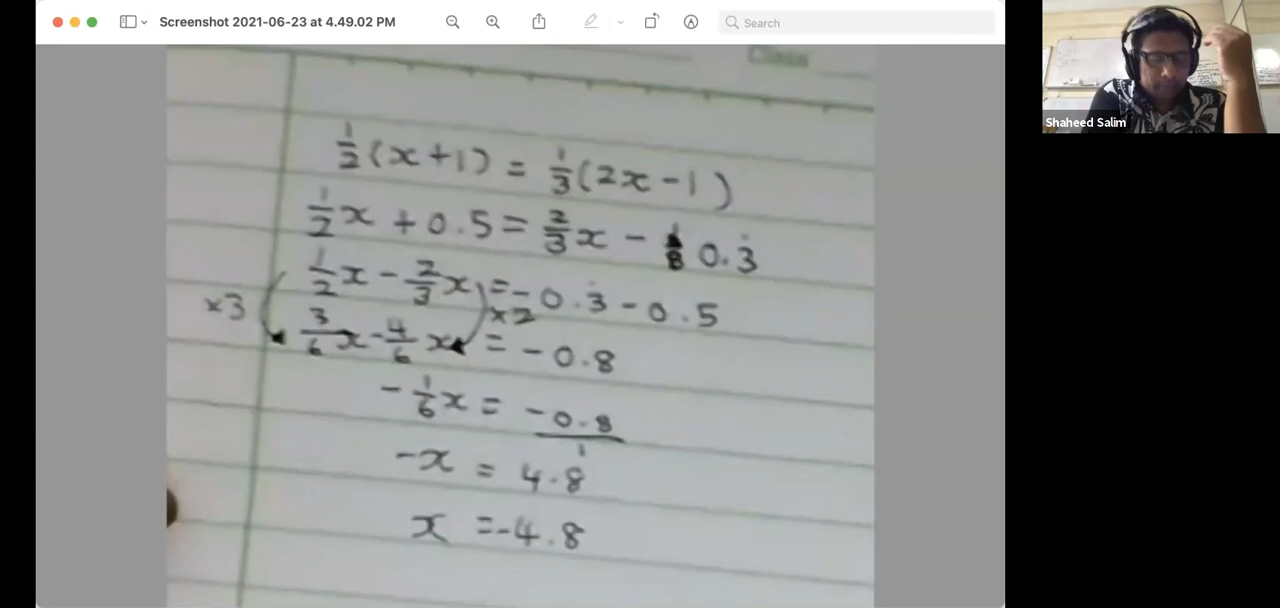 Screenshot 2021-06-23 at 4.49.02 PM
Search
Shaheed Salim
Class
½(x+1) = ⅓(2x-1)
½x + 0.5 = ⅔x - 0.3̇
½x - ⅔x = -0.3̇ - 0.5
×3
×2
3/6x - 4/6x = -0.8
-⅙x = -0.8
1
-x = 4.8
x = -4.8